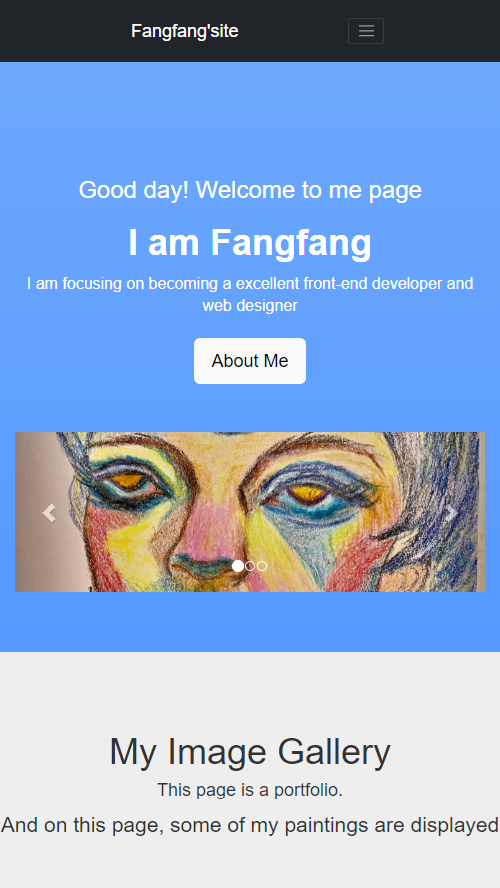 Fangfang'site
Good day! Welcome to me page
I am Fangfang
I am focusing on becoming a excellent front-end developer and
web designer
About Me
My Image Gallery
This page is a portfolio.
And on this page, some of my paintings are displayed